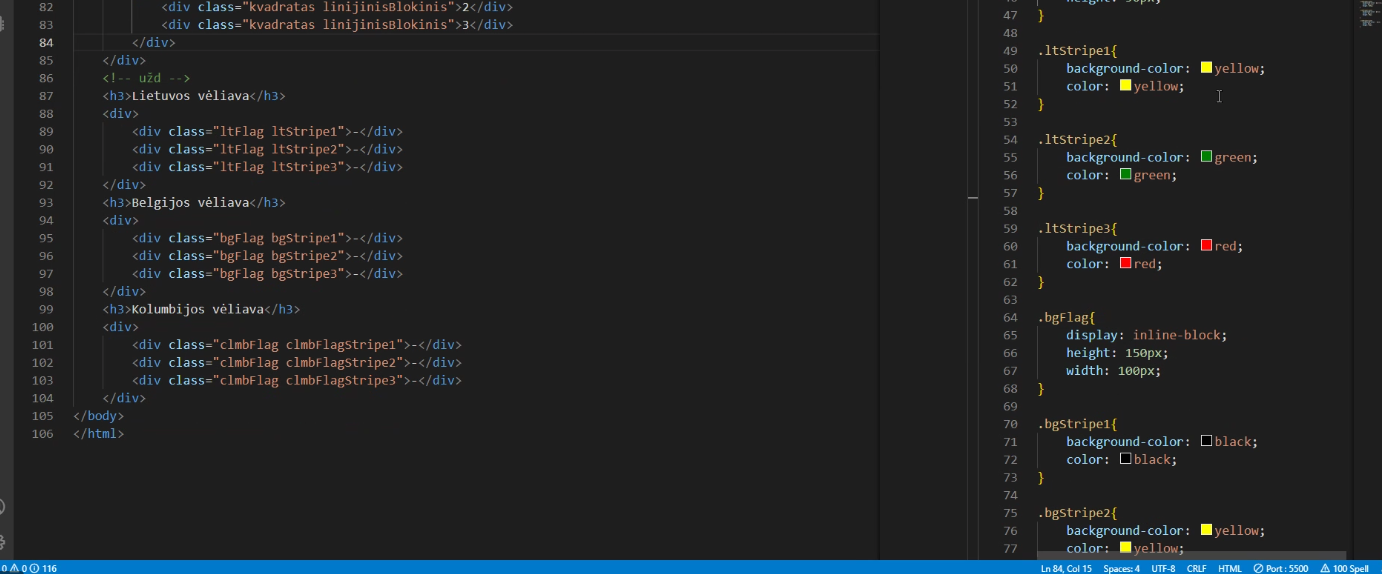 82 <div class="kvadratas linijinisBlokinis">2</div>
83 <div class="kvadratas linijinisBlokinis">3</div>
84 </div>
85 </div>
86 <!-- užd -->
87 <h3>Lietuvos vėliava</h3>
88 <div>
89 <div class="ltFlag ltStripe1">-</div>
90 <div class="ltFlag ltStripe2">-</div>
91 <div class="ltFlag ltStripe3">-</div>
92 </div>
93 <h3>Belgijos vėliava</h3>
94 <div>
95 <div class="bgFlag bgStripe1">-</div>
96 <div class="bgFlag bgStripe2">-</div>
97 <div class="bgFlag bgStripe3">-</div>
98 </div>
99 <h3>Kolumbijos vėliava</h3>
100 <div>
101 <div class="clmbFlag clmbFlagStripe1">-</div>
102 <div class="clmbFlag clmbFlagStripe2">-</div>
103 <div class="clmbFlag clmbFlagStripe3">-</div>
104 </div>
105 </body>
106 </html>
47 }
48
49 .ltStripe1{
50 background-color: yellow;
51 color: yellow;
52 }
53
54 .ltStripe2{
55 background-color: green;
56 color: green;
57 }
58
59 .ltStripe3{
60 background-color: red;
61 color: red;
62 }
63
64 .bgFlag{
65 display: inline-block;
66 height: 150px;
67 width: 100px;
68 }
69
70 .bgStripe1{
71 background-color: black;
72 color: black;
73 }
74
75 .bgStripe2{
76 background-color: yellow;
77 color: yellow;
0 0 116 Ln 84, Col 15 Spaces: 4 UTF-8 CRLF HTML Port : 5500 100 Spell